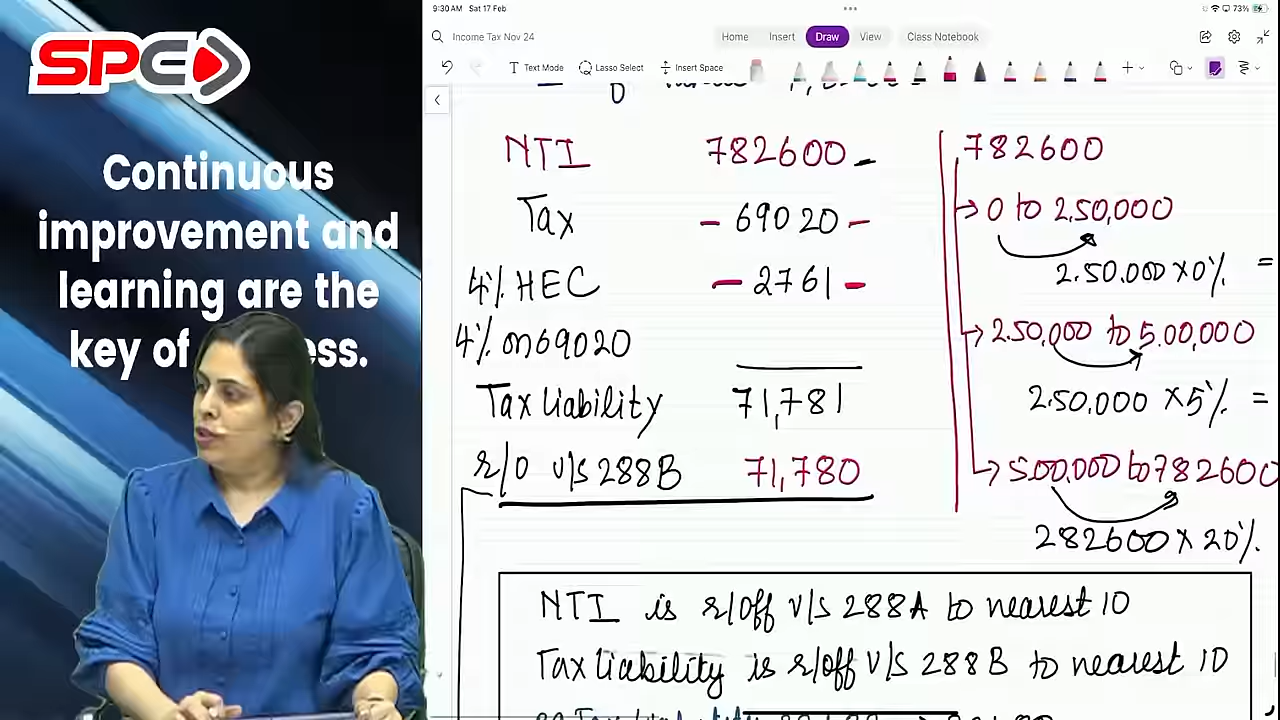 9:30 AM Sat 17 Feb
73%
SPC
Continuous
improvement and
learning are the
key of
ess.
Income Tax Nov 24
Home Insert Draw View Class Notebook
Text Mode Lasso Select Insert Space
NTI 782600
Tax 69020
4% HEC 2761
4% on 69020
Tax liability 71,781
r/o v/s 288B 71,780
782600
→ 0 to 2,50,000
2,50,000 x 0% =
→ 2,50,000 to 5,00,000
2,50,000 x 5% =
→ 5,00,000 to 782600
282600 x 20%.
NTI is r/off v/s 288A to nearest 10
Tax liability is r/off v/s 288B to nearest 10